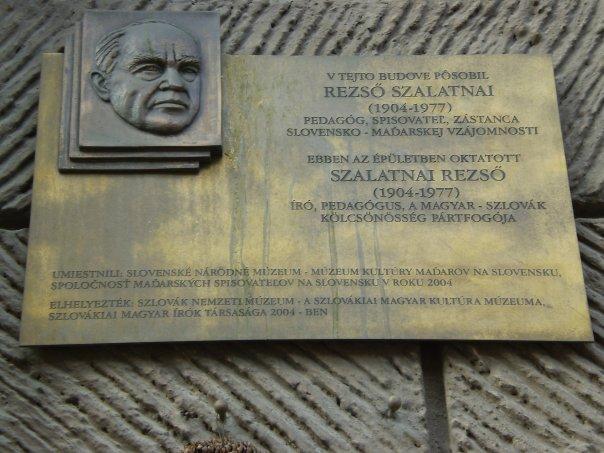 V TEJTO BUDOVE PÔSOBIL
REZSŐ SZALATNAI
(1904-1977)
PEDAGÓG, SPISOVATEĽ, ZÁSTANCA
SLOVENSKO - MAĎARSKEJ VZÁJOMNOSTI
EBBEN AZ ÉPÜLETBEN OKTATOTT
SZALATNAI REZSŐ
(1904-1977)
ÍRÓ, PEDAGÓGUS, A MAGYAR - SZLOVÁK
KÖLCSÖNÖSSÉG PÁRTFOGÓJA
UMIESTNILI: SLOVENSKÉ NÁRODNÉ MÚZEUM - MÚZEUM KULTÚRY MAĎAROV NA SLOVENSKU,
SPOLOČNOSŤ MAĎARSKÝCH SPISOVATEĽOV NA SLOVENSKU V ROKU 2004
ELHELYEZTÉK: SZLOVÁK NEMZETI MÚZEUM - A SZLOVÁKIAI MAGYAR KULTÚRA MÚZEUMA,
SZLOVÁKIAI MAGYAR ÍRÓK TÁRSASÁGA 2004 - BEN